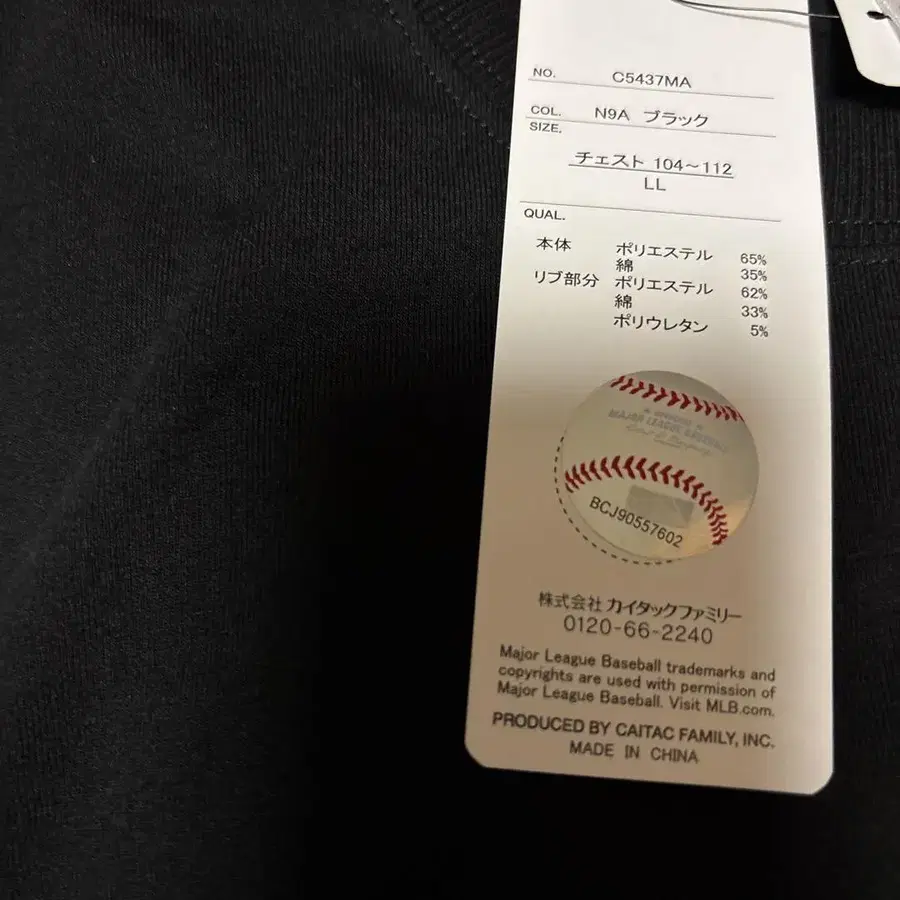 NO. C5437MA
COL. N9A ブラック
SIZE.
チェスト 104～112
LL
QUAL.
本体 ポリエステル 65%
綿 35%
リブ部分 ポリエステル 62%
綿 33%
ポリウレタン 5%
MAJOR LEAGUE BASEBALL
BCJ90557602
株式会社 カイタックファミリー
0120-66-2240
Major League Baseball trademarks and
copyrights are used with permission of
Major League Baseball. Visit MLB.com.
PRODUCED BY CAITAC FAMILY, INC.
MADE IN CHINA